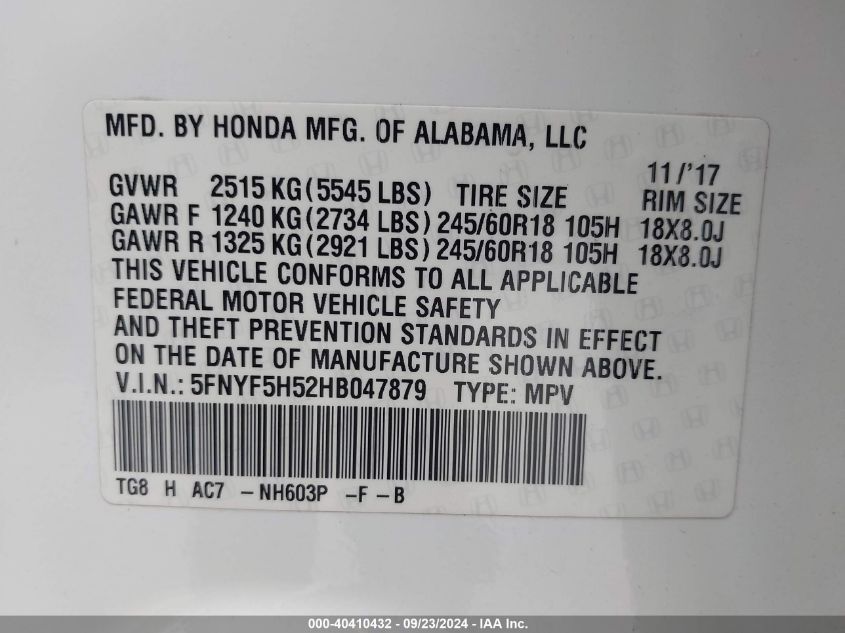 MFD. BY HONDA MFG. OF ALABAMA, LLC
11/'17
GVWR 2515 KG (5545 LBS) TIRE SIZE RIM SIZE
GAWR F 1240 KG (2734 LBS) 245/60R18 105H 18X8.0J
GAWR R 1325 KG (2921 LBS) 245/60R18 105H 18X8.0J
THIS VEHICLE CONFORMS TO ALL APPLICABLE
FEDERAL MOTOR VEHICLE SAFETY
AND THEFT PREVENTION STANDARDS IN EFFECT
ON THE DATE OF MANUFACTURE SHOWN ABOVE.
V.I.N.: 5FNYF5H52HB047879 TYPE: MPV
TG8 H AC7 -NH603P -F -B
000-40410432 - 09/23/2024 - IAA Inc.